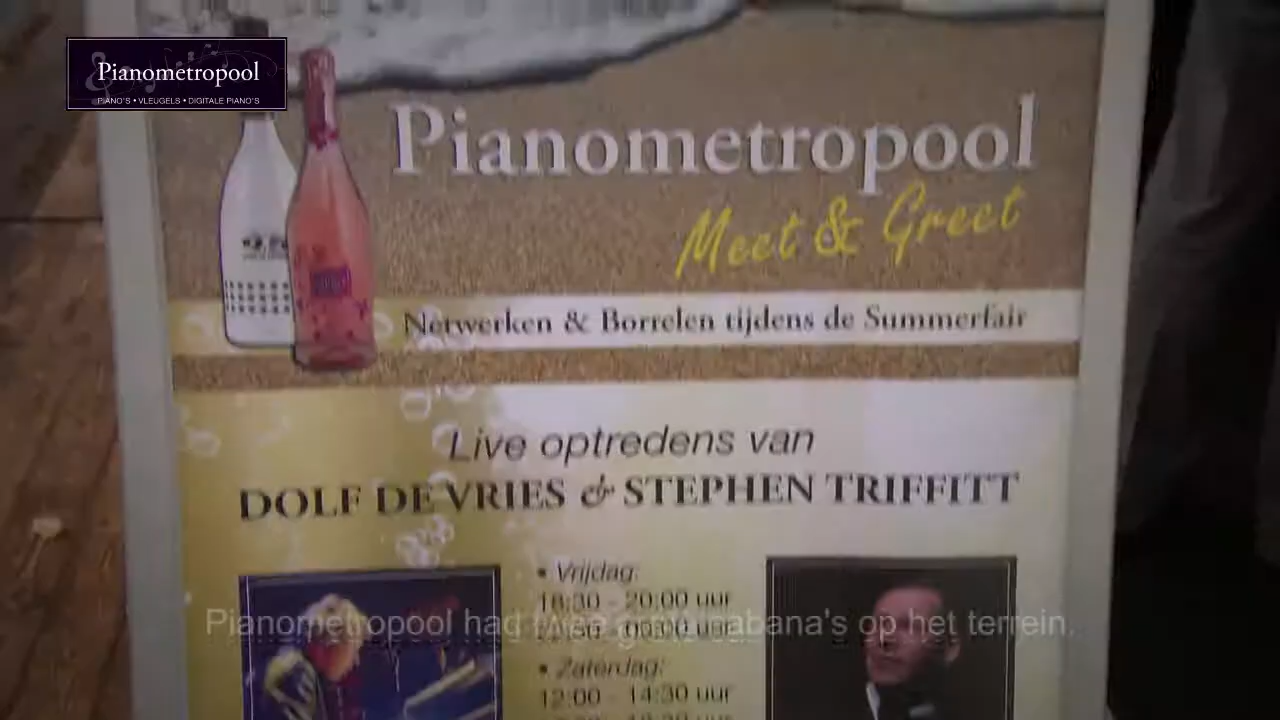 Pianometropool
PIANO'S • VLEUGELS • DIGITALE PIANO'S
Pianometropool
Meet & Greet
Netwerken & Borrelen tijdens de Summerfair
Live optredens van
DOLF DE VRIES & STEPHEN TRIFFITT
• Vrijdag:
18:30 - 20:00 uur
Pianometropool had cabana's op het terrein.
• Zaterdag:
12:00 - 14:30 uur